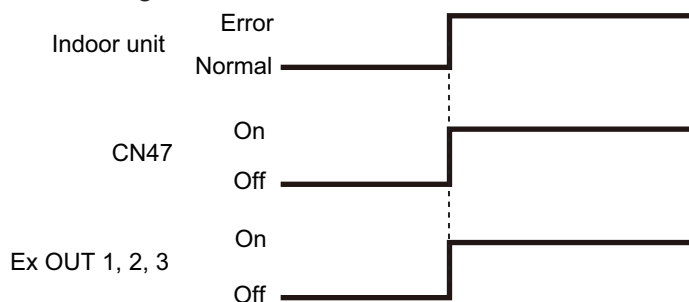 Error
Indoor unit
Normal
On
CN47
Off
On
Ex OUT 1, 2, 3
Off